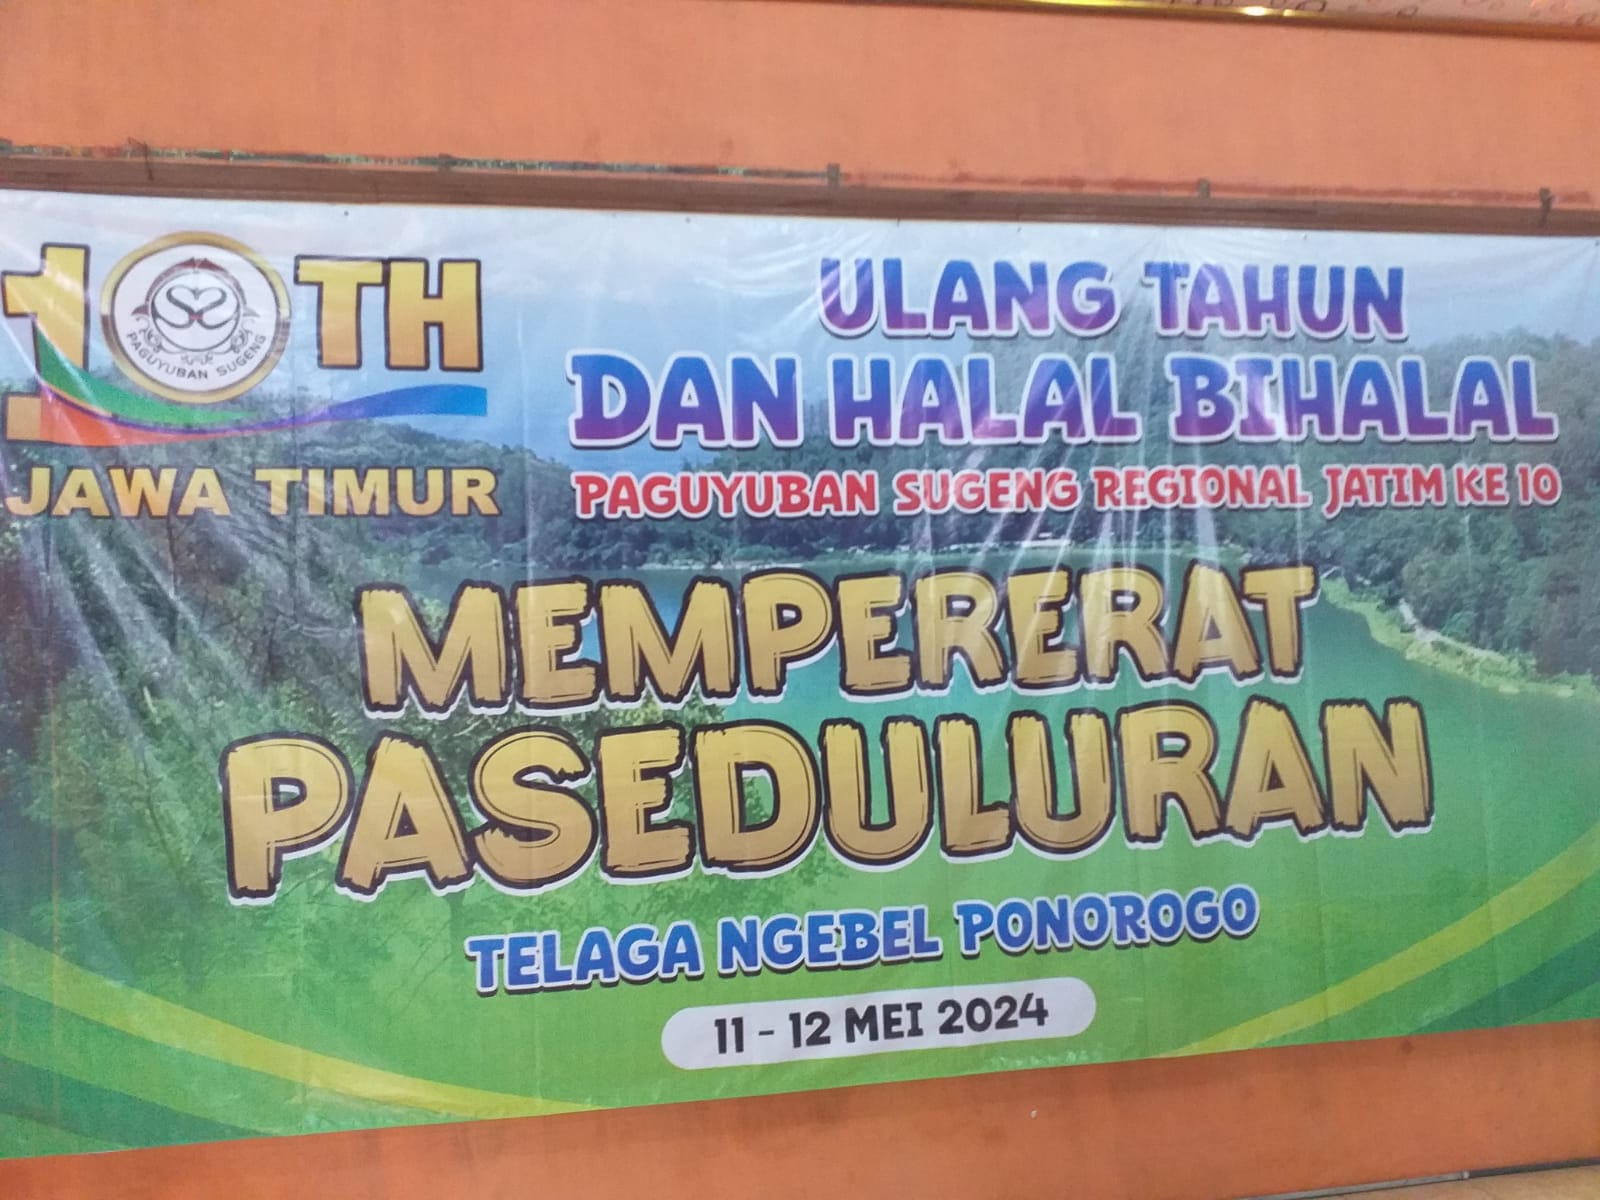 10TH
PAGUYUBAN SUGENG
JAWA TIMUR
ULANG TAHUN
DAN HALAL BIHALAL
PAGUYUBAN SUGENG REGIONAL JATIM KE 10
MEMPERERAT
PASEDULURAN
TELAGA NGEBEL PONOROGO
11 - 12 MEI 2024